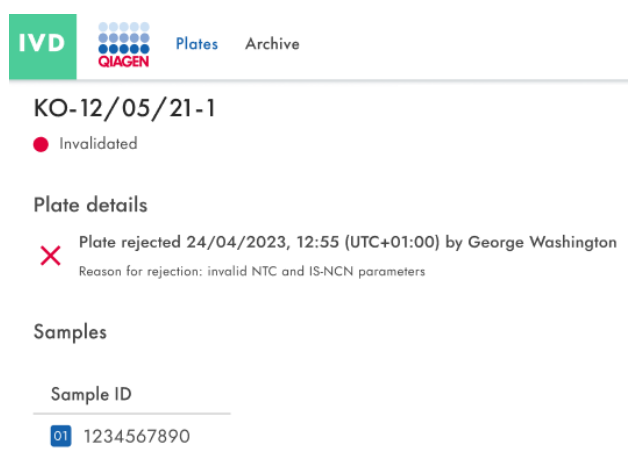 IVD
QIAGEN
Plates Archive
KO-12/05/21-1
Invalidated
Plate details
Plate rejected 24/04/2023, 12:55 (UTC+01:00) by George Washington
Reason for rejection: invalid NTC and IS-NCN parameters
Samples
Sample ID
01 1234567890